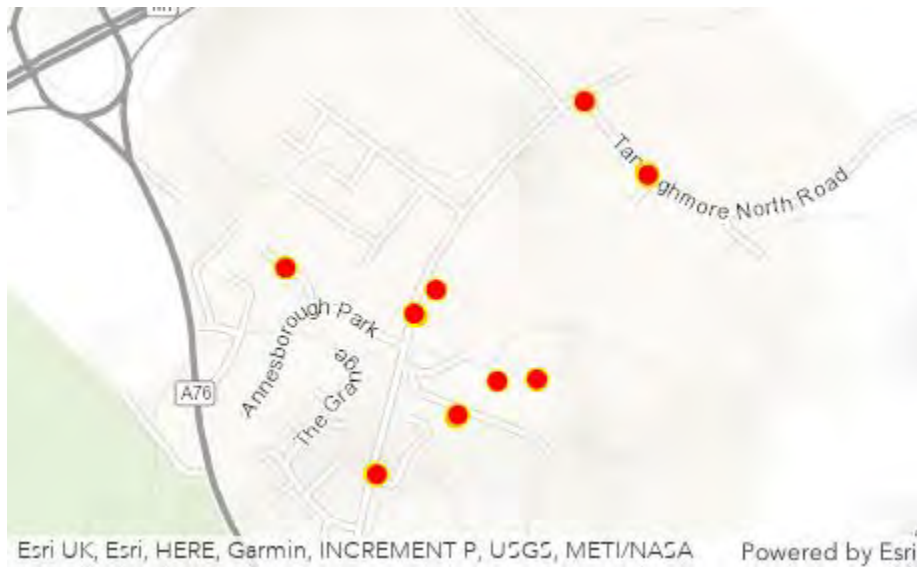 M1
Tar ghmore North Road
Annesborough Park
The Grange
A76
Esri UK, Esri, HERE, Garmin, INCREMENT P, USGS, METI/NASA
Powered by Esri